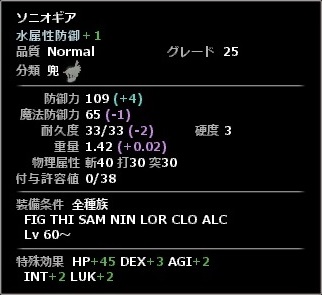 ソニオギア
水属性防御+1
品質 Normal グレード 25
分類 兜
防御力 109 (+4)
魔法防御力 65 (-1)
耐久度 33/33 (-2) 硬度 3
重量 1.42 (+0.02)
物理属性 斬40 打30 突30
付与許容値 0/38
装備条件 全種族
FIG THI SAM NIN LOR CLO ALC
Lv 60～
特殊効果 HP+45 DEX+3 AGI+2
INT+2 LUK+2